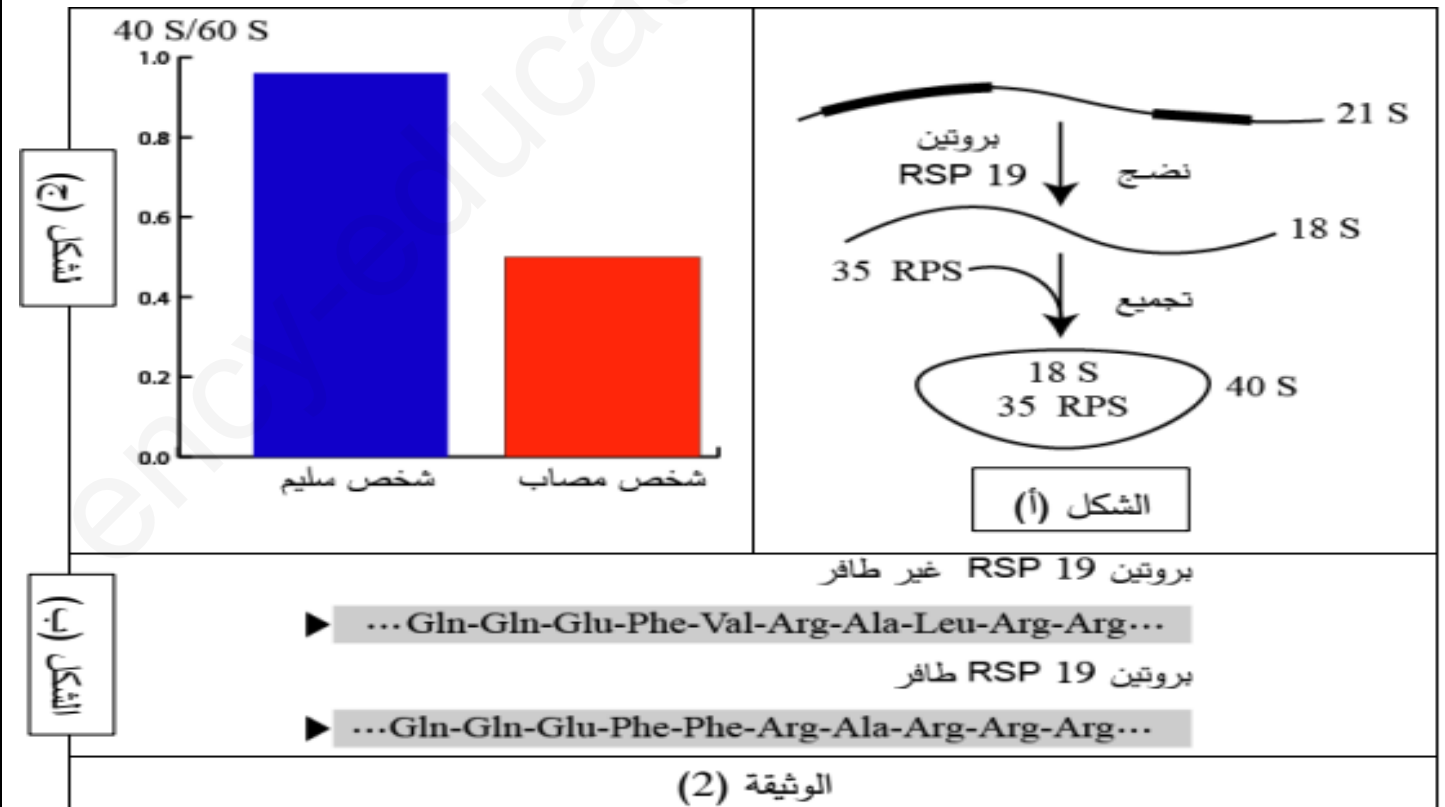 40 S/60 S
1.0
0.8
0.6
0.4
0.2
0.0
شخص سليم
شخص مصاب
الشكل (ج)
21 S
بروتين
RSP 19
نضج
18 S
35 RPS
تجميع
18 S
35 RPS
40 S
الشكل (أ)
بروتين RSP 19 غير طافر
...Gln-Gln-Glu-Phe-Val-Arg-Ala-Leu-Arg-Arg...
بروتين RSP 19 طافر
...Gln-Gln-Glu-Phe-Phe-Arg-Ala-Arg-Arg-Arg...
الشكل (ب)
الوثيقة (2)
ency-educa